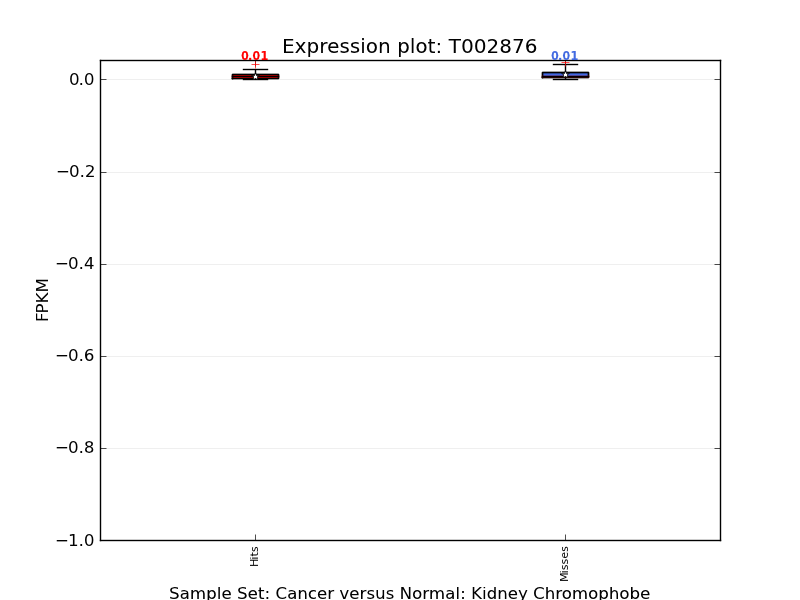 Expression plot: T002876
0.01
0.01
0.0
−0.2
−0.4
−0.6
−0.8
−1.0
FPKM
Hits
Misses
Sample Set: Cancer versus Normal: Kidney Chromophobe